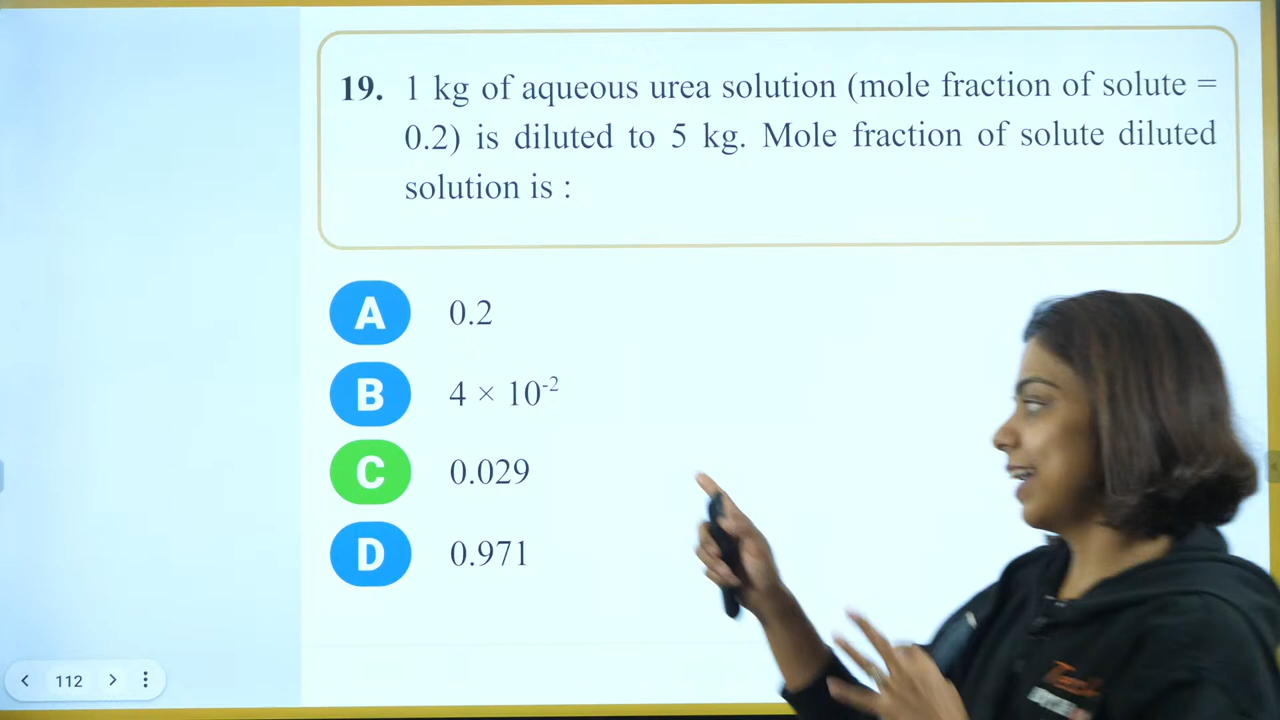 19. 1 kg of aqueous urea solution (mole fraction of solute =
0.2) is diluted to 5 kg. Mole fraction of solute diluted
solution is :
A 0.2
B 4 × 10⁻²
C 0.029
D 0.971
< 112 >